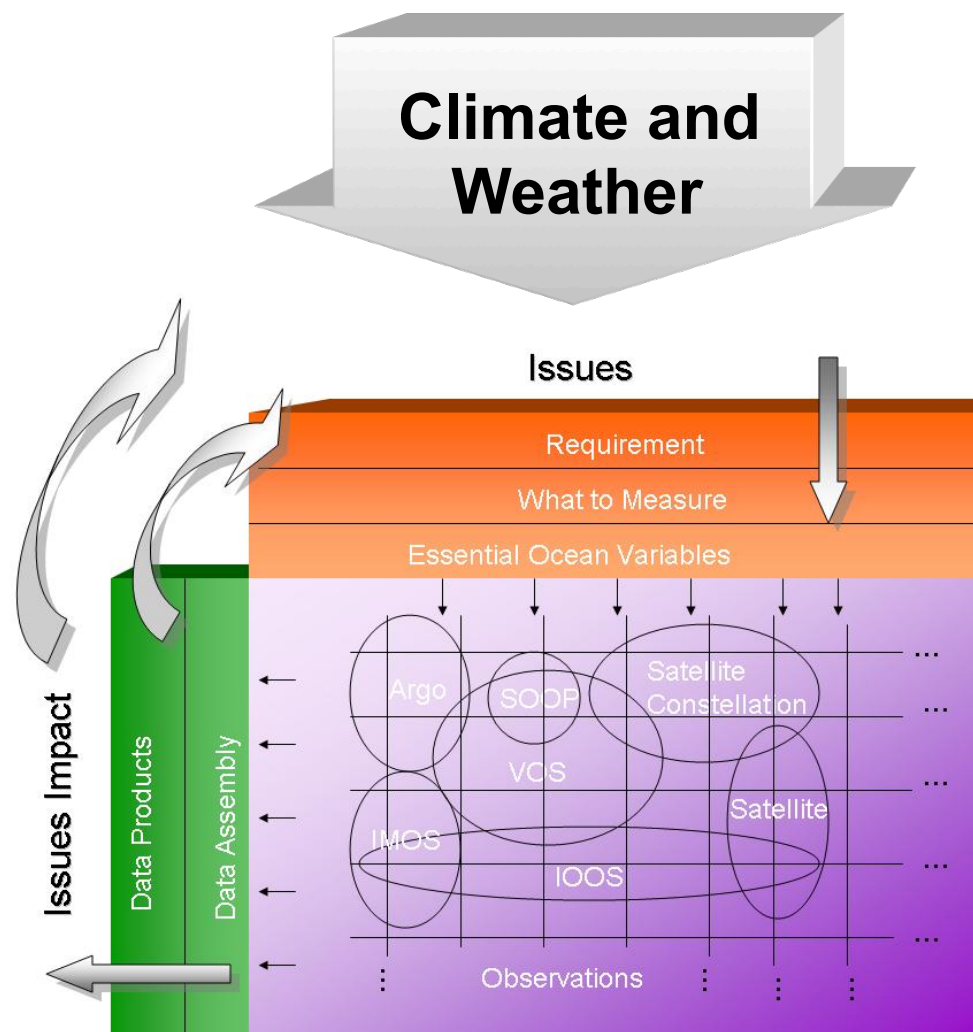 Climate and
Weather
Issues
Requirement
What to Measure
Essential Ocean Variables
Argo
SOOP
Satellite
Constellation
...
...
VOS
...
Satellite
IMOS
IOOS
...
...
Observations
...
...
...
...
Data Assembly
Data Products
Issues Impact